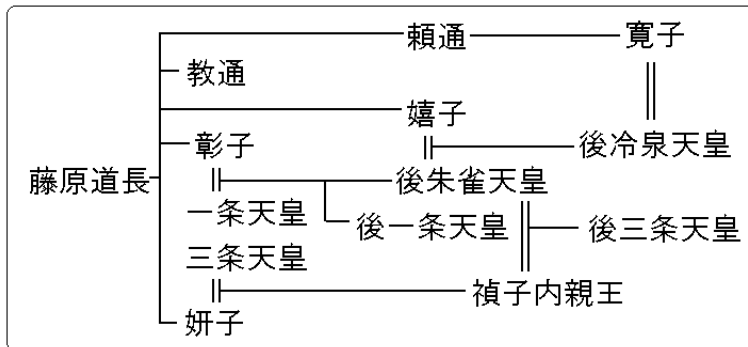 頼通
寛子
教通
嬉子
彰子
後冷泉天皇
藤原道長
後朱雀天皇
一条天皇
後一条天皇
後三条天皇
三条天皇
禎子内親王
妍子